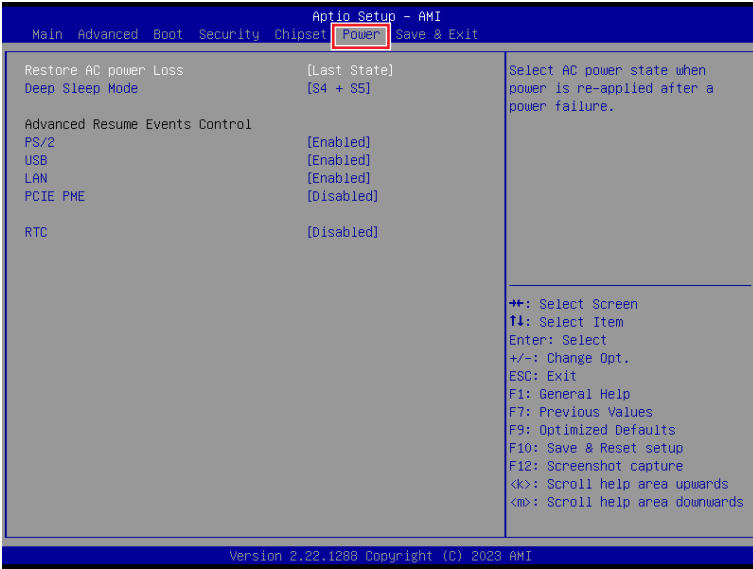 Aptio Setup – AMI
Main Advanced Boot Security Chipset Power Save & Exit
Restore AC power Loss [Last State]
Deep Sleep Mode [S4 + S5]
Advanced Resume Events Control
PS/2 [Enabled]
USB [Enabled]
LAN [Enabled]
PCIE PME [Disabled]
RTC [Disabled]
Select AC power state when
power is re-applied after a
power failure.
→←: Select Screen
↑↓: Select Item
Enter: Select
+/-: Change Opt.
ESC: Exit
F1: General Help
F7: Previous Values
F9: Optimized Defaults
F10: Save & Reset setup
F12: Screenshot capture
<k>: Scroll help area upwards
<m>: Scroll help area downwards
Version 2.22.1288 Copyright (C) 2023 AMI